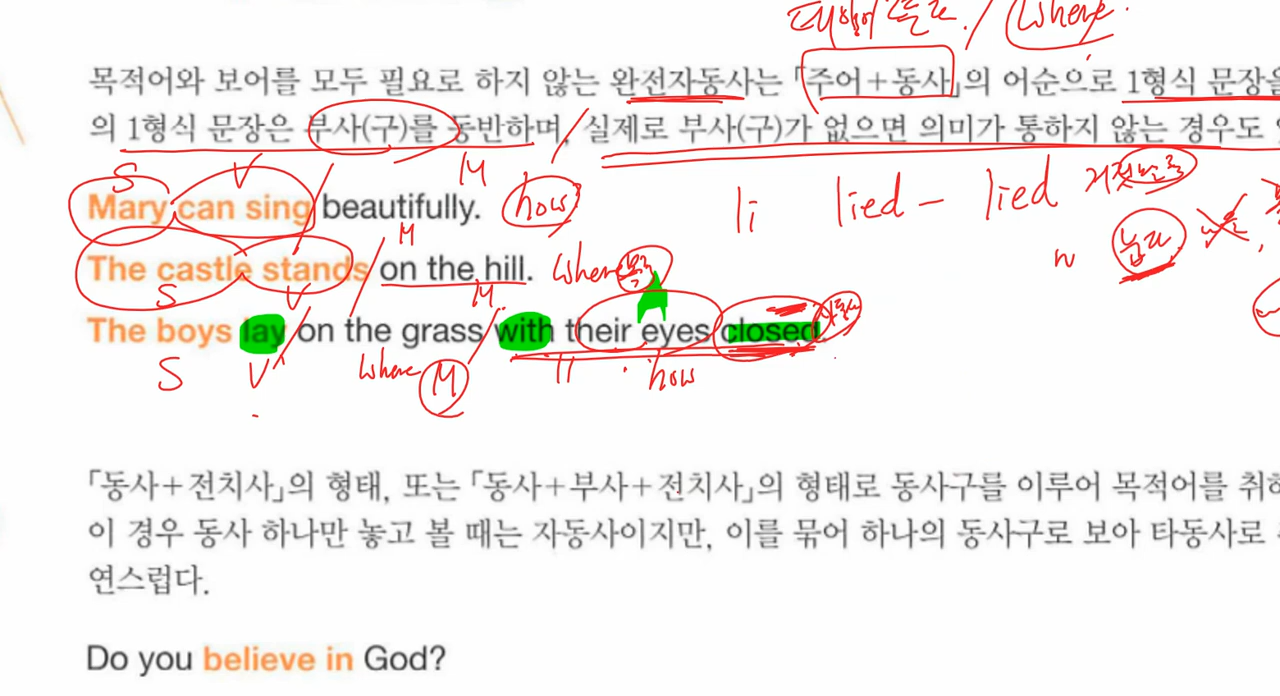 where.
목적어와 보어를 모두 필요로 하지 않는 완전자동사는 「주어+동사」의 어순으로 1형식 문장을
의 1형식 문장은 부사(구)를 동반하며, 실제로 부사(구)가 없으면 의미가 통하지 않는 경우도
S V M
Mary can sing beautifully. how
li lied - lied 거짓말을
M
The castle stands on the hill. where
S V M
The boys lay on the grass with their eyes closed.
S V where M how
「동사+전치사」의 형태, 또는 「동사+부사+전치사」의 형태로 동사구를 이루어 목적어를 취하
이 경우 동사 하나만 놓고 볼 때는 자동사이지만, 이를 묶어 하나의 동사구로 보아 타동사로
연스럽다.
Do you believe in God?